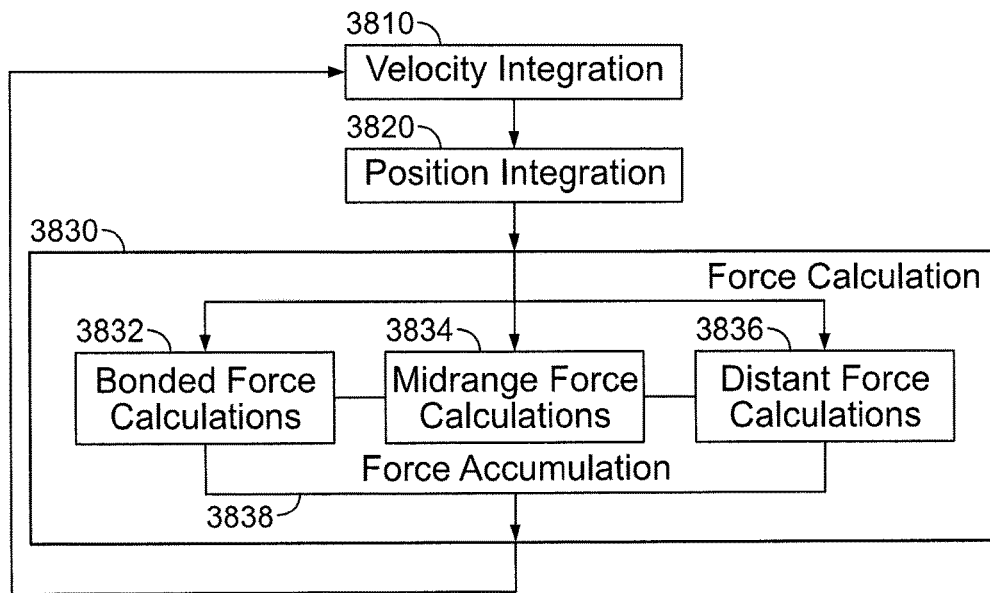 3810
Velocity Integration
3820
Position Integration
3830
Force Calculation
3832
3834
3836
Bonded Force
Calculations
Midrange Force
Calculations
Distant Force
Calculations
Force Accumulation
3838